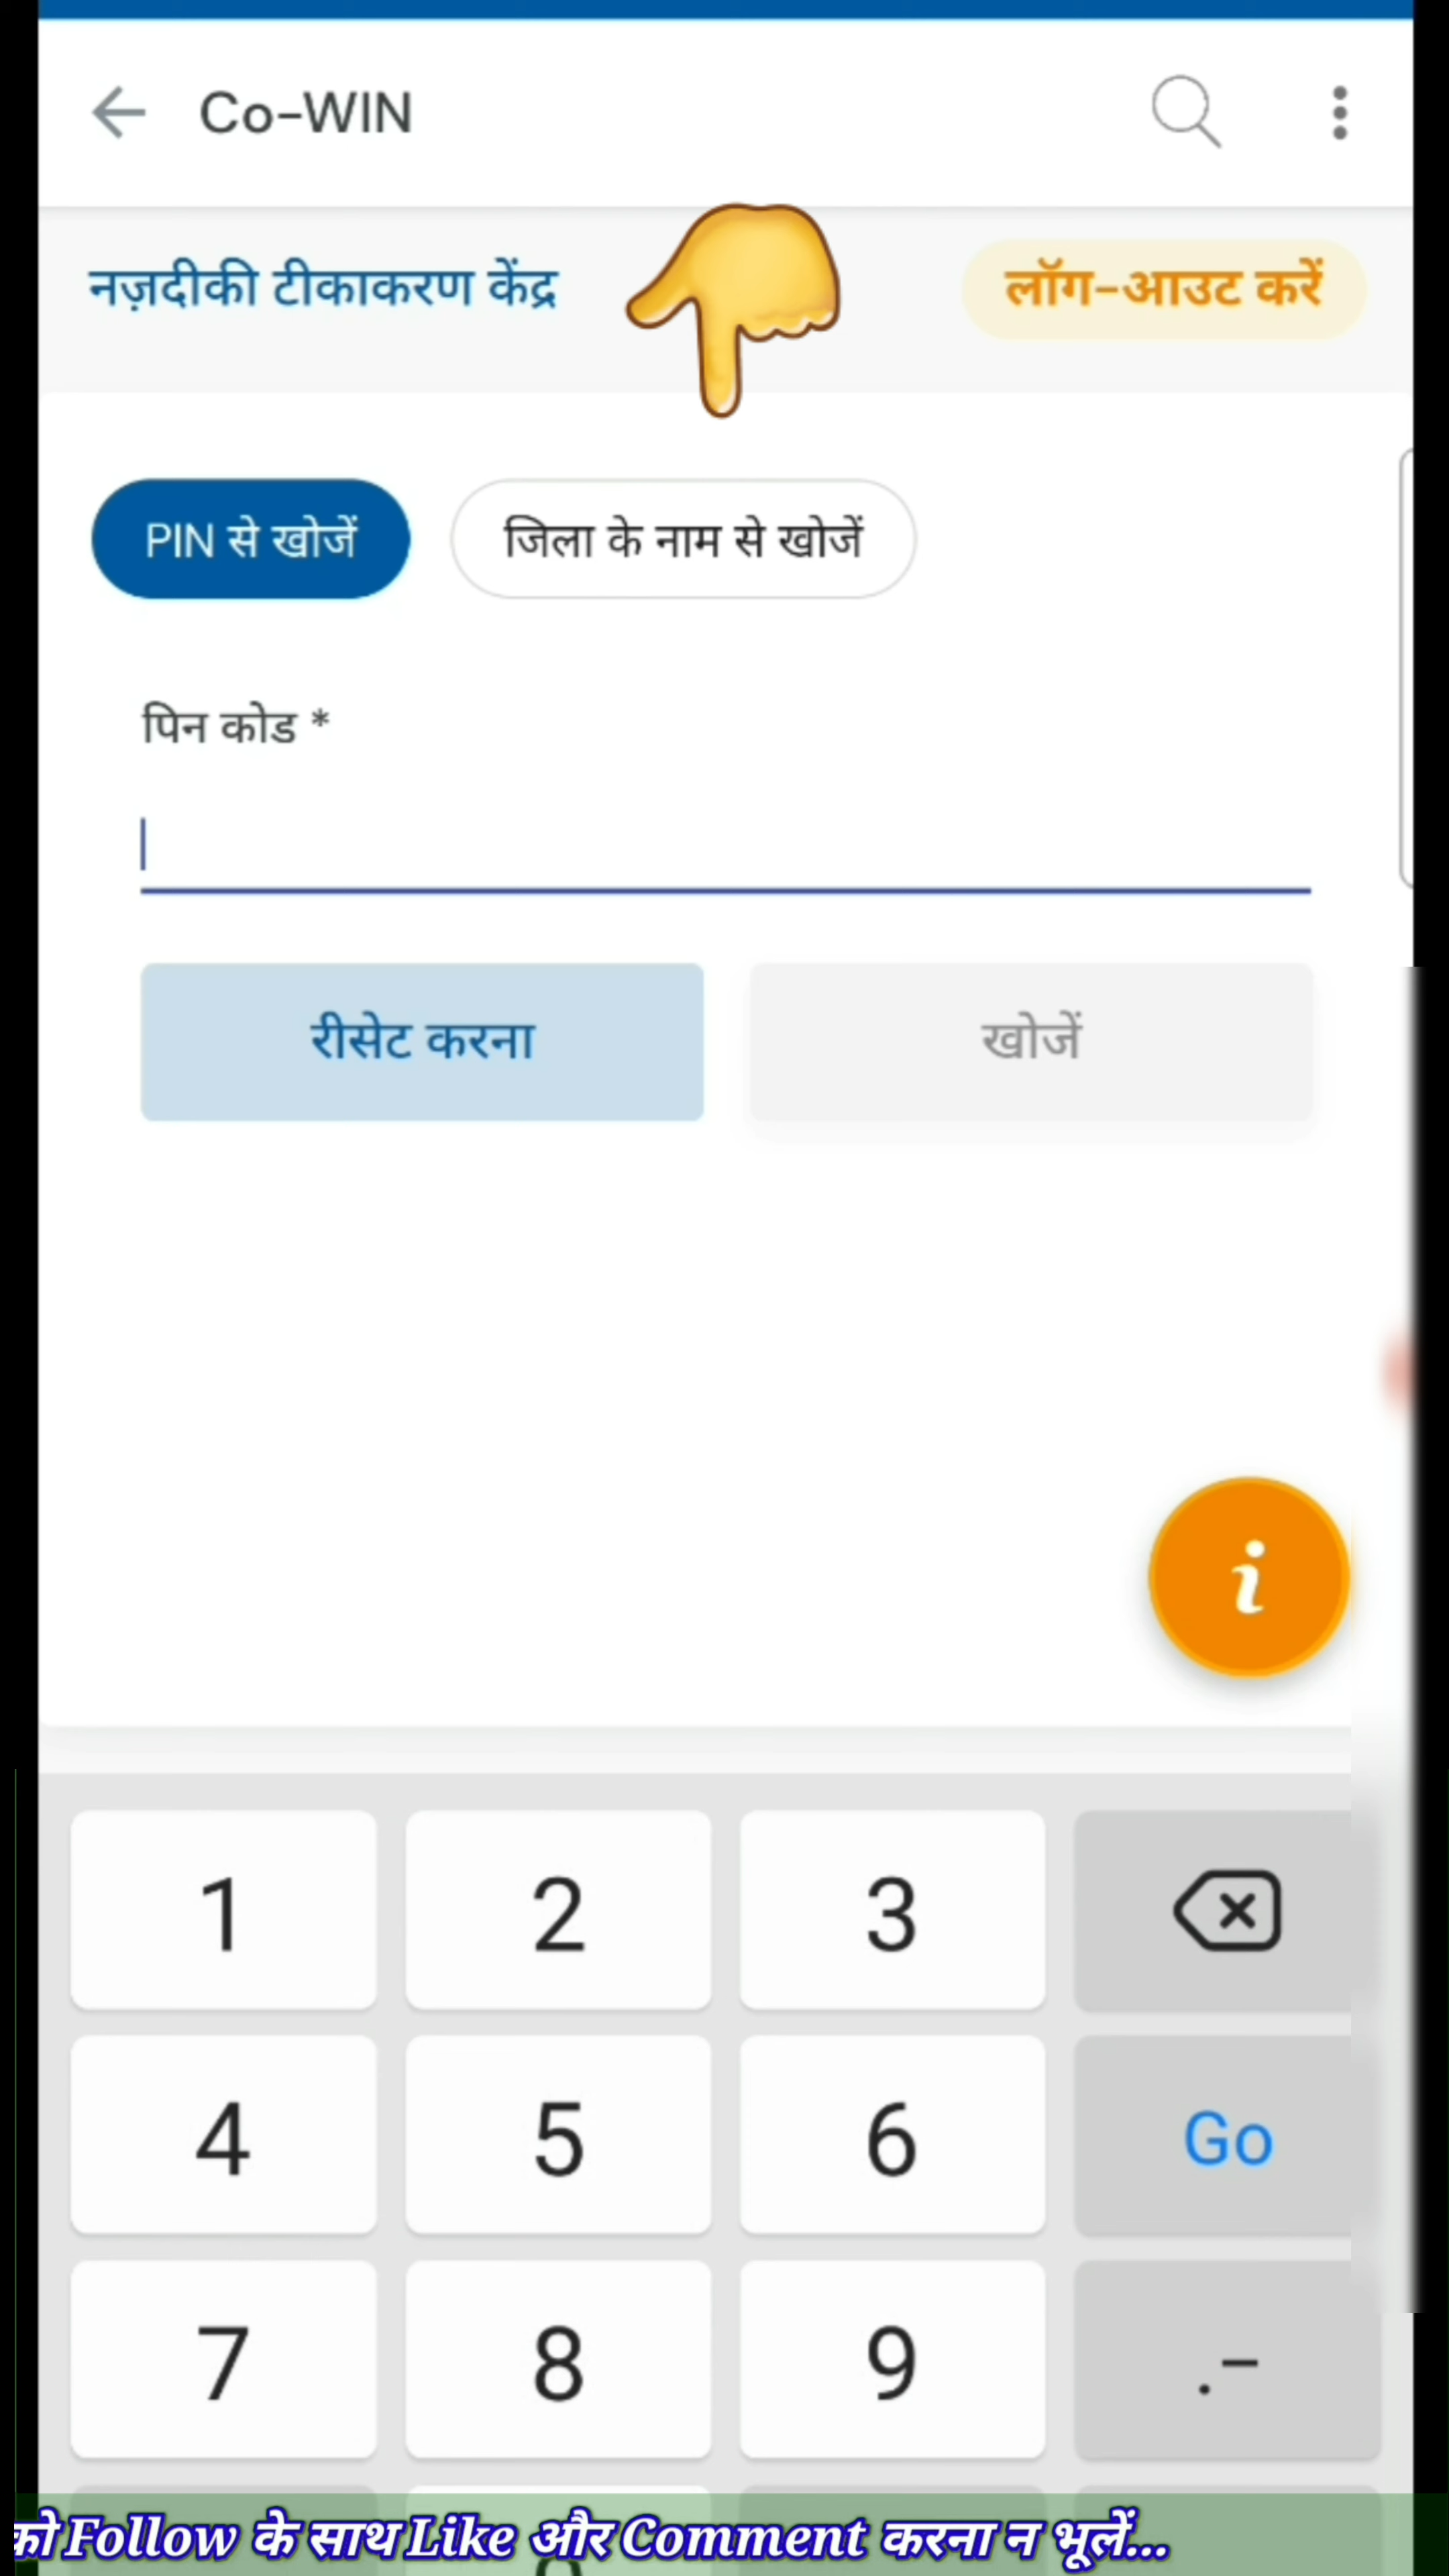 Co-WIN
नज़दीकी टीकाकरण केंद्र
लॉग-आउट करें
PIN से खोजें
जिला के नाम से खोजें
पिन कोड *
रीसेट करना
खोजें
i
1 2 3
4 5 6 Go
7 8 9 .-
को Follow के साथ Like और Comment करना न भूलें...